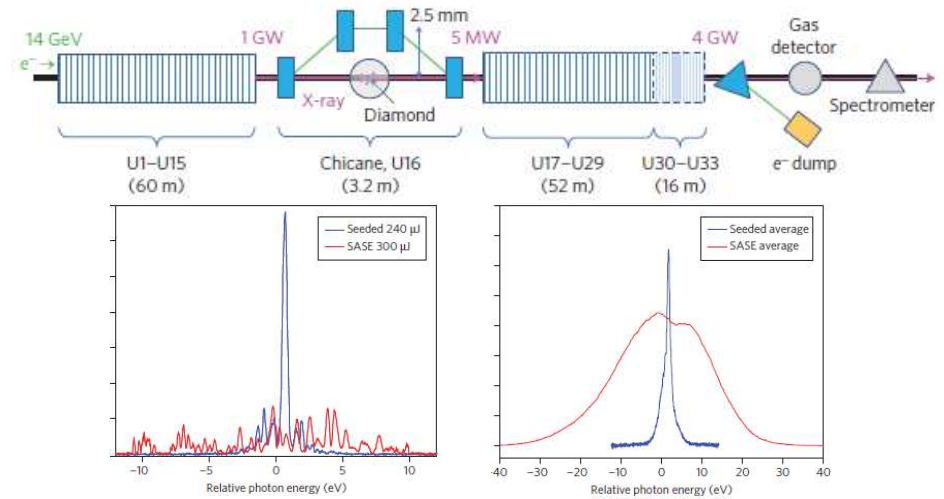 2.5 mm
14 GeV
1 GW
5 MW
4 GW
Gas
detector
e⁻ →
X-ray
Diamond
Spectrometer
U1–U15
(60 m)
Chicane, U16
(3.2 m)
U17–U29
(52 m)
U30–U33
(16 m)
e⁻ dump
Seeded 240 μJ
SASE 300 μJ
−10 −5 0 5 10
Relative photon energy (eV)
Seeded average
SASE average
-40 −30 −20 −10 0 10 20 30 40
Relative photon energy (eV)